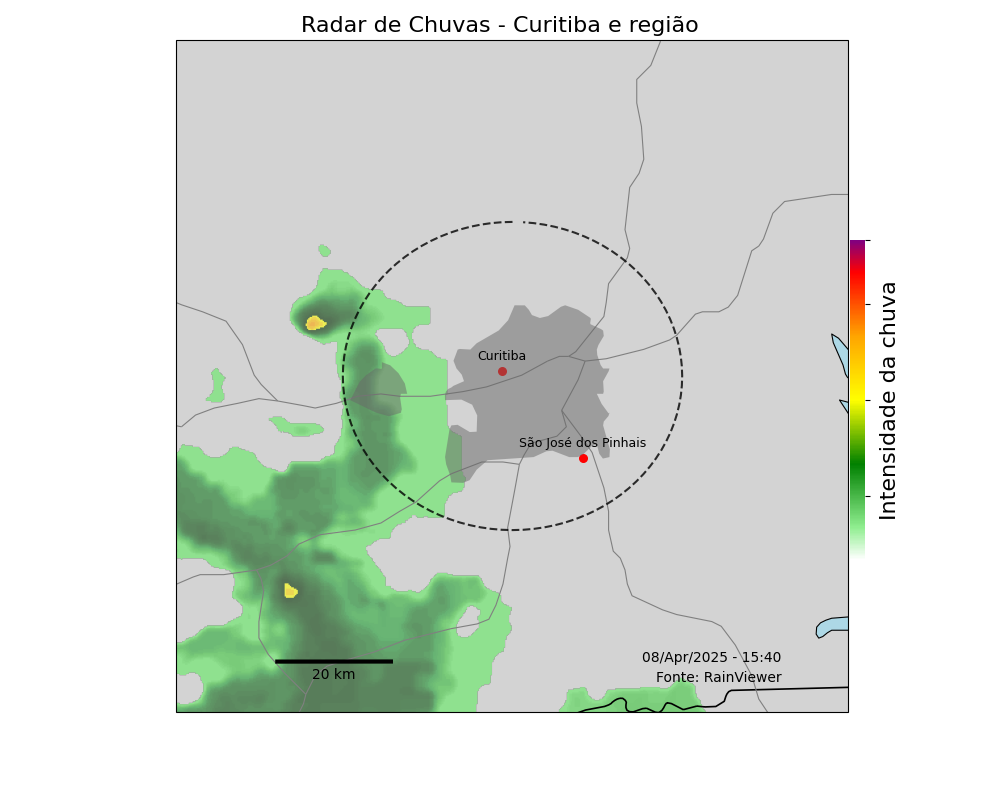 Radar de Chuvas - Curitiba e região
Curitiba
São José dos Pinhais
Intensidade da chuva
20 km
08/Apr/2025 - 15:40
Fonte: RainViewer